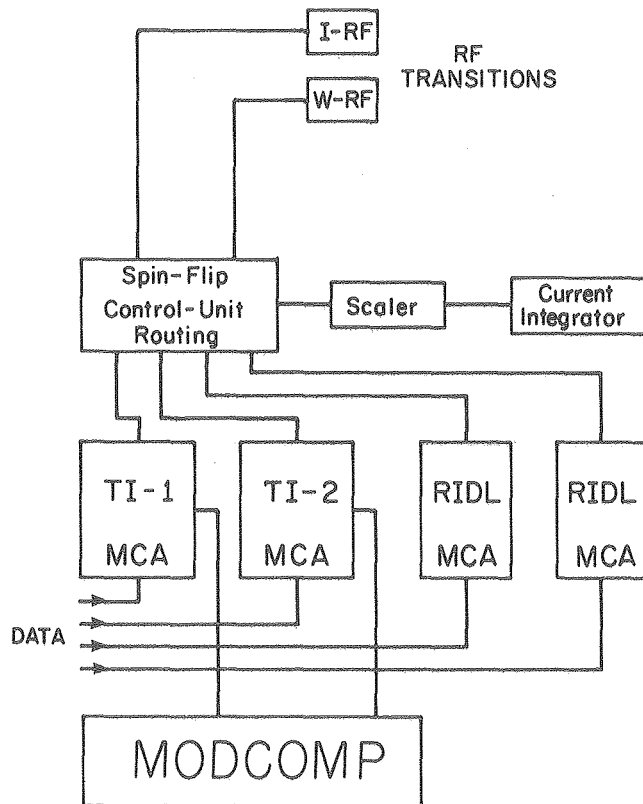 I-RF
RF
TRANSITIONS
W-RF
Spin-Flip
Control-Unit
Routing
Scaler
Current
Integrator
TI-1
MCA
TI-2
MCA
RIDL
MCA
RIDL
MCA
DATA
MODCOMP